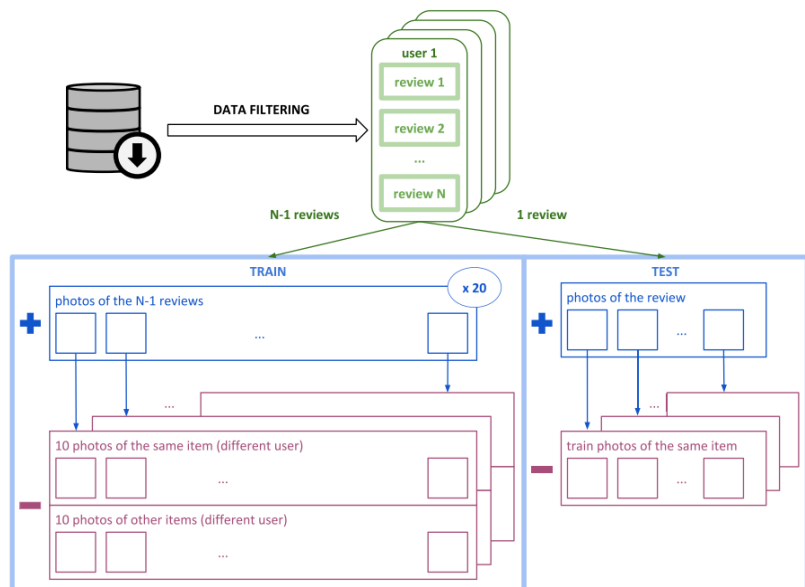 user 1
review 1
DATA FILTERING
review 2
...
review N
N-1 reviews
1 review
TRAIN
TEST
photos of the N-1 reviews
x 20
photos of the review
...
...
...
...
10 photos of the same item (different user)
train photos of the same item
...
...
10 photos of other items (different user)
...